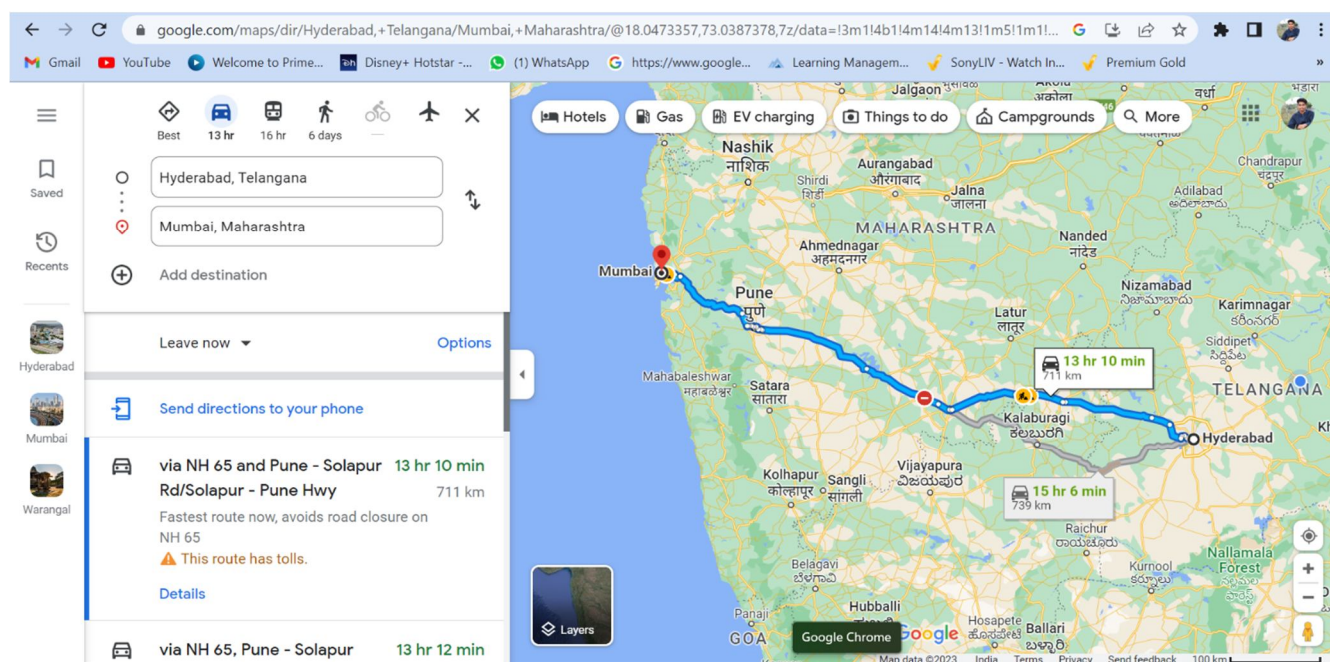 google.com/maps/dir/Hyderabad,+Telangana/Mumbai,+Maharashtra/@18.0473357,73.0387378,7z/data=!3m1!4b1!4m14!4m13!1m5!1m1!...
Gmail
YouTube
Welcome to Prime...
Disney+ Hotstar -...
(1) WhatsApp
https://www.google...
Learning Managem...
SonyLIV - Watch In...
Premium Gold
»
Best
13 hr
16 hr
6 days
—
Saved
Recents
Hyderabad
Mumbai
Warangal
Hyderabad, Telangana
Mumbai, Maharashtra
Add destination
Leave now
Options
Send directions to your phone
via NH 65 and Pune - Solapur 13 hr 10 min
Rd/Solapur - Pune Hwy 711 km
Fastest route now, avoids road closure on
NH 65
This route has tolls.
Details
via NH 65, Pune - Solapur 13 hr 12 min
Hotels
Gas
EV charging
Things to do
Campgrounds
More
Jalgaon
अकोला
वर्धा
भंडारा
Nashik
नाशिक
Shirdi
शिर्डी
Aurangabad
औरंगाबाद
Jalna
जालना
Chandrapur
चंद्रपूर
Adilabad
ఆదిలాబాదు
MAHARASHTRA
Ahmednagar
अहमदनगर
Nanded
नांदेड
Mumbai
Pune
पुणे
Nizamabad
నిజామాబాదు
Karimnagar
కరీంనగర్
Latur
लातूर
Siddipet
సిద్దిపేట
13 hr 10 min
711 km
TELANGANA
Mahabaleshwar
महाबळेश्वर
Satara
सातारा
Kalaburagi
ಕಲಬುರಗಿ
Hyderabad
Kolhapur
कोल्हापूर
Sangli
सांगली
Vijayapura
ವಿಜಯಪುರ
15 hr 6 min
739 km
Raichur
ರಾಯಚೂರು
Nallamala
Forest
Kurnool
కర్నూలు
Belagavi
ಬೆಳಗಾವಿ
Panaji
GOA
Hubballi
Hosapete
ಹೊಸಪೇಟೆ
Ballari
ಬಳ್ಳಾರಿ
Layers
Google Chrome
Google
Map data ©2023 India Terms Privacy Send feedback 100 km